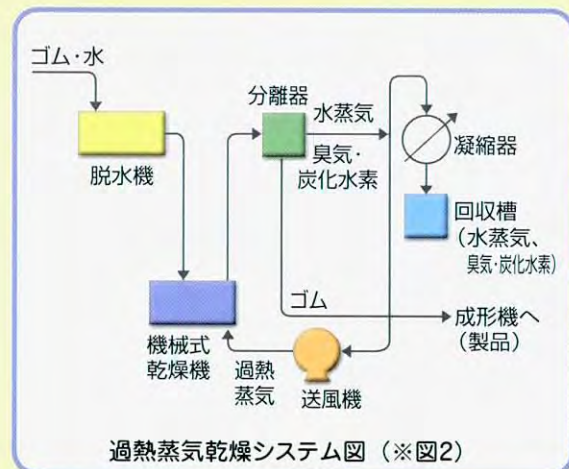 ゴム・水
脱水機
分離器
水蒸気
臭気・
炭化水素
凝縮器
回収槽
（水蒸気、
臭気・炭化水素）
ゴム
成形機へ
（製品）
機械式
乾燥機
過熱
蒸気
送風機
過熱蒸気乾燥システム図（※図2）